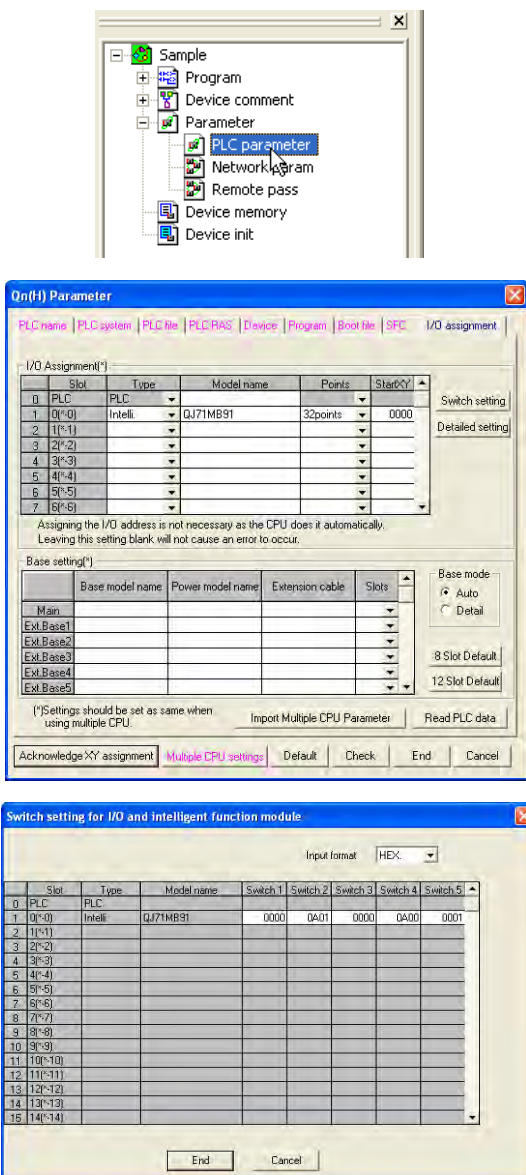 Sample
Program
Device comment
Parameter
PLC parameter
Network param
Remote pass
Device memory
Device init
Qn(H) Parameter
PLC name PLC system PLC file PLC RAS Device Program Boot file SFC I/O assignment
I/O Assignment(*)
Slot Type Model name Points StartXY
0 PLC PLC
1 0(*-0) Intelli. QJ71MB91 32points 0000
2 1(*-1)
3 2(*-2)
4 3(*-3)
5 4(*-4)
6 5(*-5)
7 6(*-6)
Switch setting
Detailed setting
Assigning the I/O address is not necessary as the CPU does it automatically.
Leaving this setting blank will not cause an error to occur.
Base setting(*)
Base model name Power model name Extension cable Slots
Main
Ext.Base1
Ext.Base2
Ext.Base3
Ext.Base4
Ext.Base5
Base mode
Auto
Detail
8 Slot Default
12 Slot Default
(*)Settings should be set as same when
using multiple CPU.
Import Multiple CPU Parameter Read PLC data
Acknowledge XY assignment Multiple CPU settings Default Check End Cancel
Switch setting for I/O and intelligent function module
Input format HEX.
Slot Type Model name Switch 1 Switch 2 Switch 3 Switch 4 Switch 5
0 PLC PLC
1 0(*-0) Intelli. QJ71MB91 0000 0A01 0000 0A00 0001
2 1(*-1)
3 2(*-2)
4 3(*-3)
5 4(*-4)
6 5(*-5)
7 6(*-6)
8 7(*-7)
9 8(*-8)
10 9(*-9)
11 10(*-10)
12 11(*-11)
13 12(*-12)
14 13(*-13)
15 14(*-14)
End Cancel